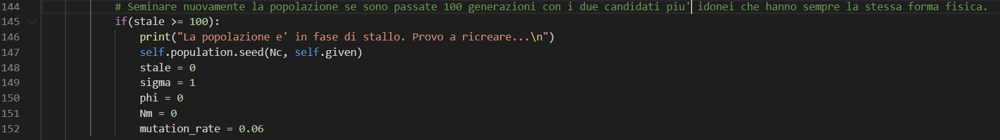 144 # Seminare nuovamente la popolazione se sono passate 100 generazioni con i due candidati piu' idonei che hanno sempre la stessa forma fisica.
145 if(stale >= 100):
146 print("La popolazione e' in fase di stallo. Provo a ricreare...\n")
147 self.population.seed(Nc, self.given)
148 stale = 0
149 sigma = 1
150 phi = 0
151 Nm = 0
152 mutation_rate = 0.06